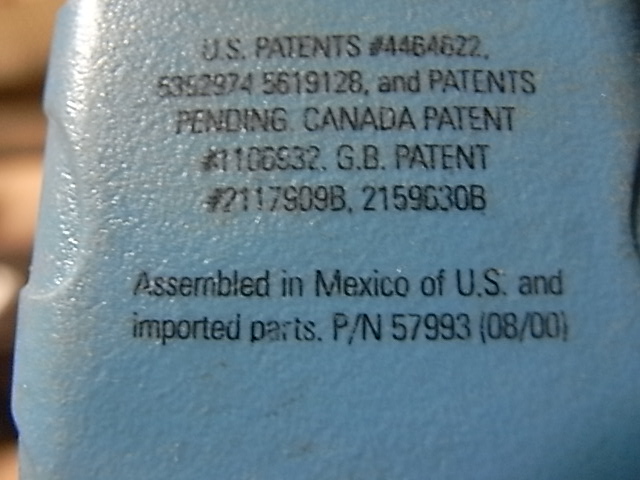 U.S. PATENTS #4464622,
5352974 5619128, and PATENTS
PENDING. CANADA PATENT
#1106932, G.B. PATENT
#2117909B, 2159630B
Assembled in Mexico of U.S. and
imported parts. P/N 57993 (08/00)